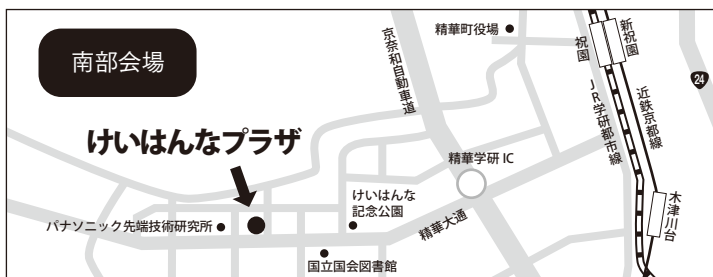 南部会場
けいはんなプラザ
パナソニック先端技術研究所
けいはんな
記念公園
国立国会図書館
精華大通
精華学研 IC
京奈和自動車道
精華町役場
祝園
新祝園
JR学研都市線
近鉄京都線
木津川台
24